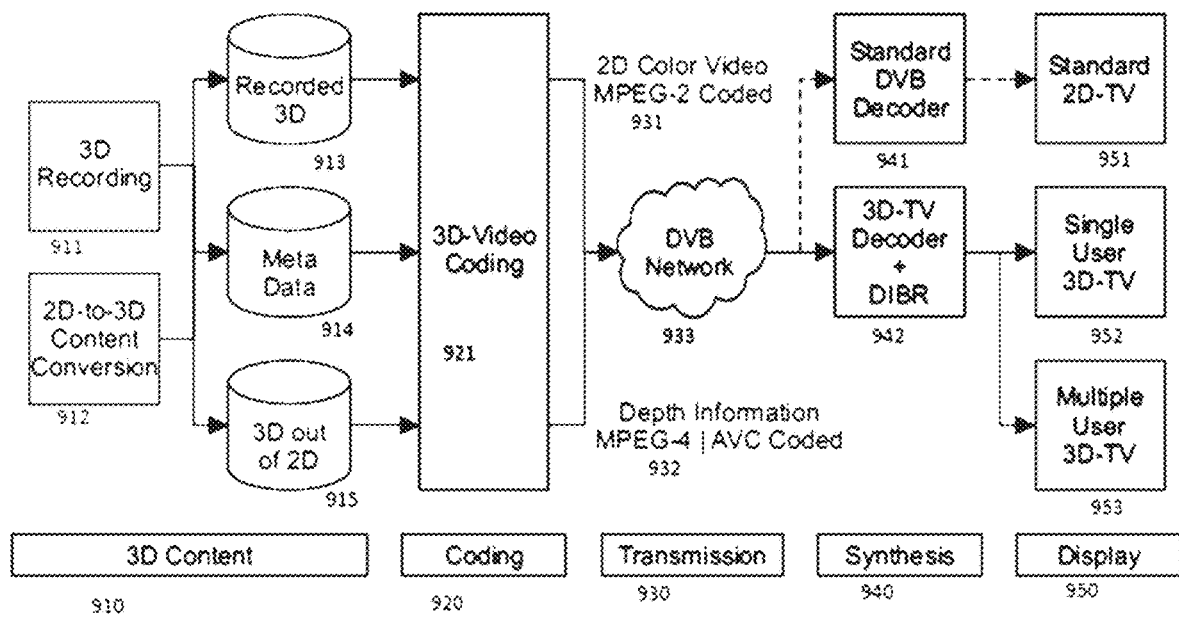 3D
Recording
911
2D-to-3D
Content
Conversion
912
Recorded
3D
913
Meta
Data
914
3D out
of 2D
915
3D-Video
Coding
921
2D Color Video
MPEG-2 Coded
931
DVB
Network
933
Depth Information
MPEG-4 | AVC Coded
932
Standard
DVB
Decoder
941
3D-TV
Decoder
+
DIBR
942
Standard
2D-TV
951
Single
User
3D-TV
952
Multiple
User
3D-TV
953
3D Content
910
Coding
920
Transmission
930
Synthesis
940
Display
950